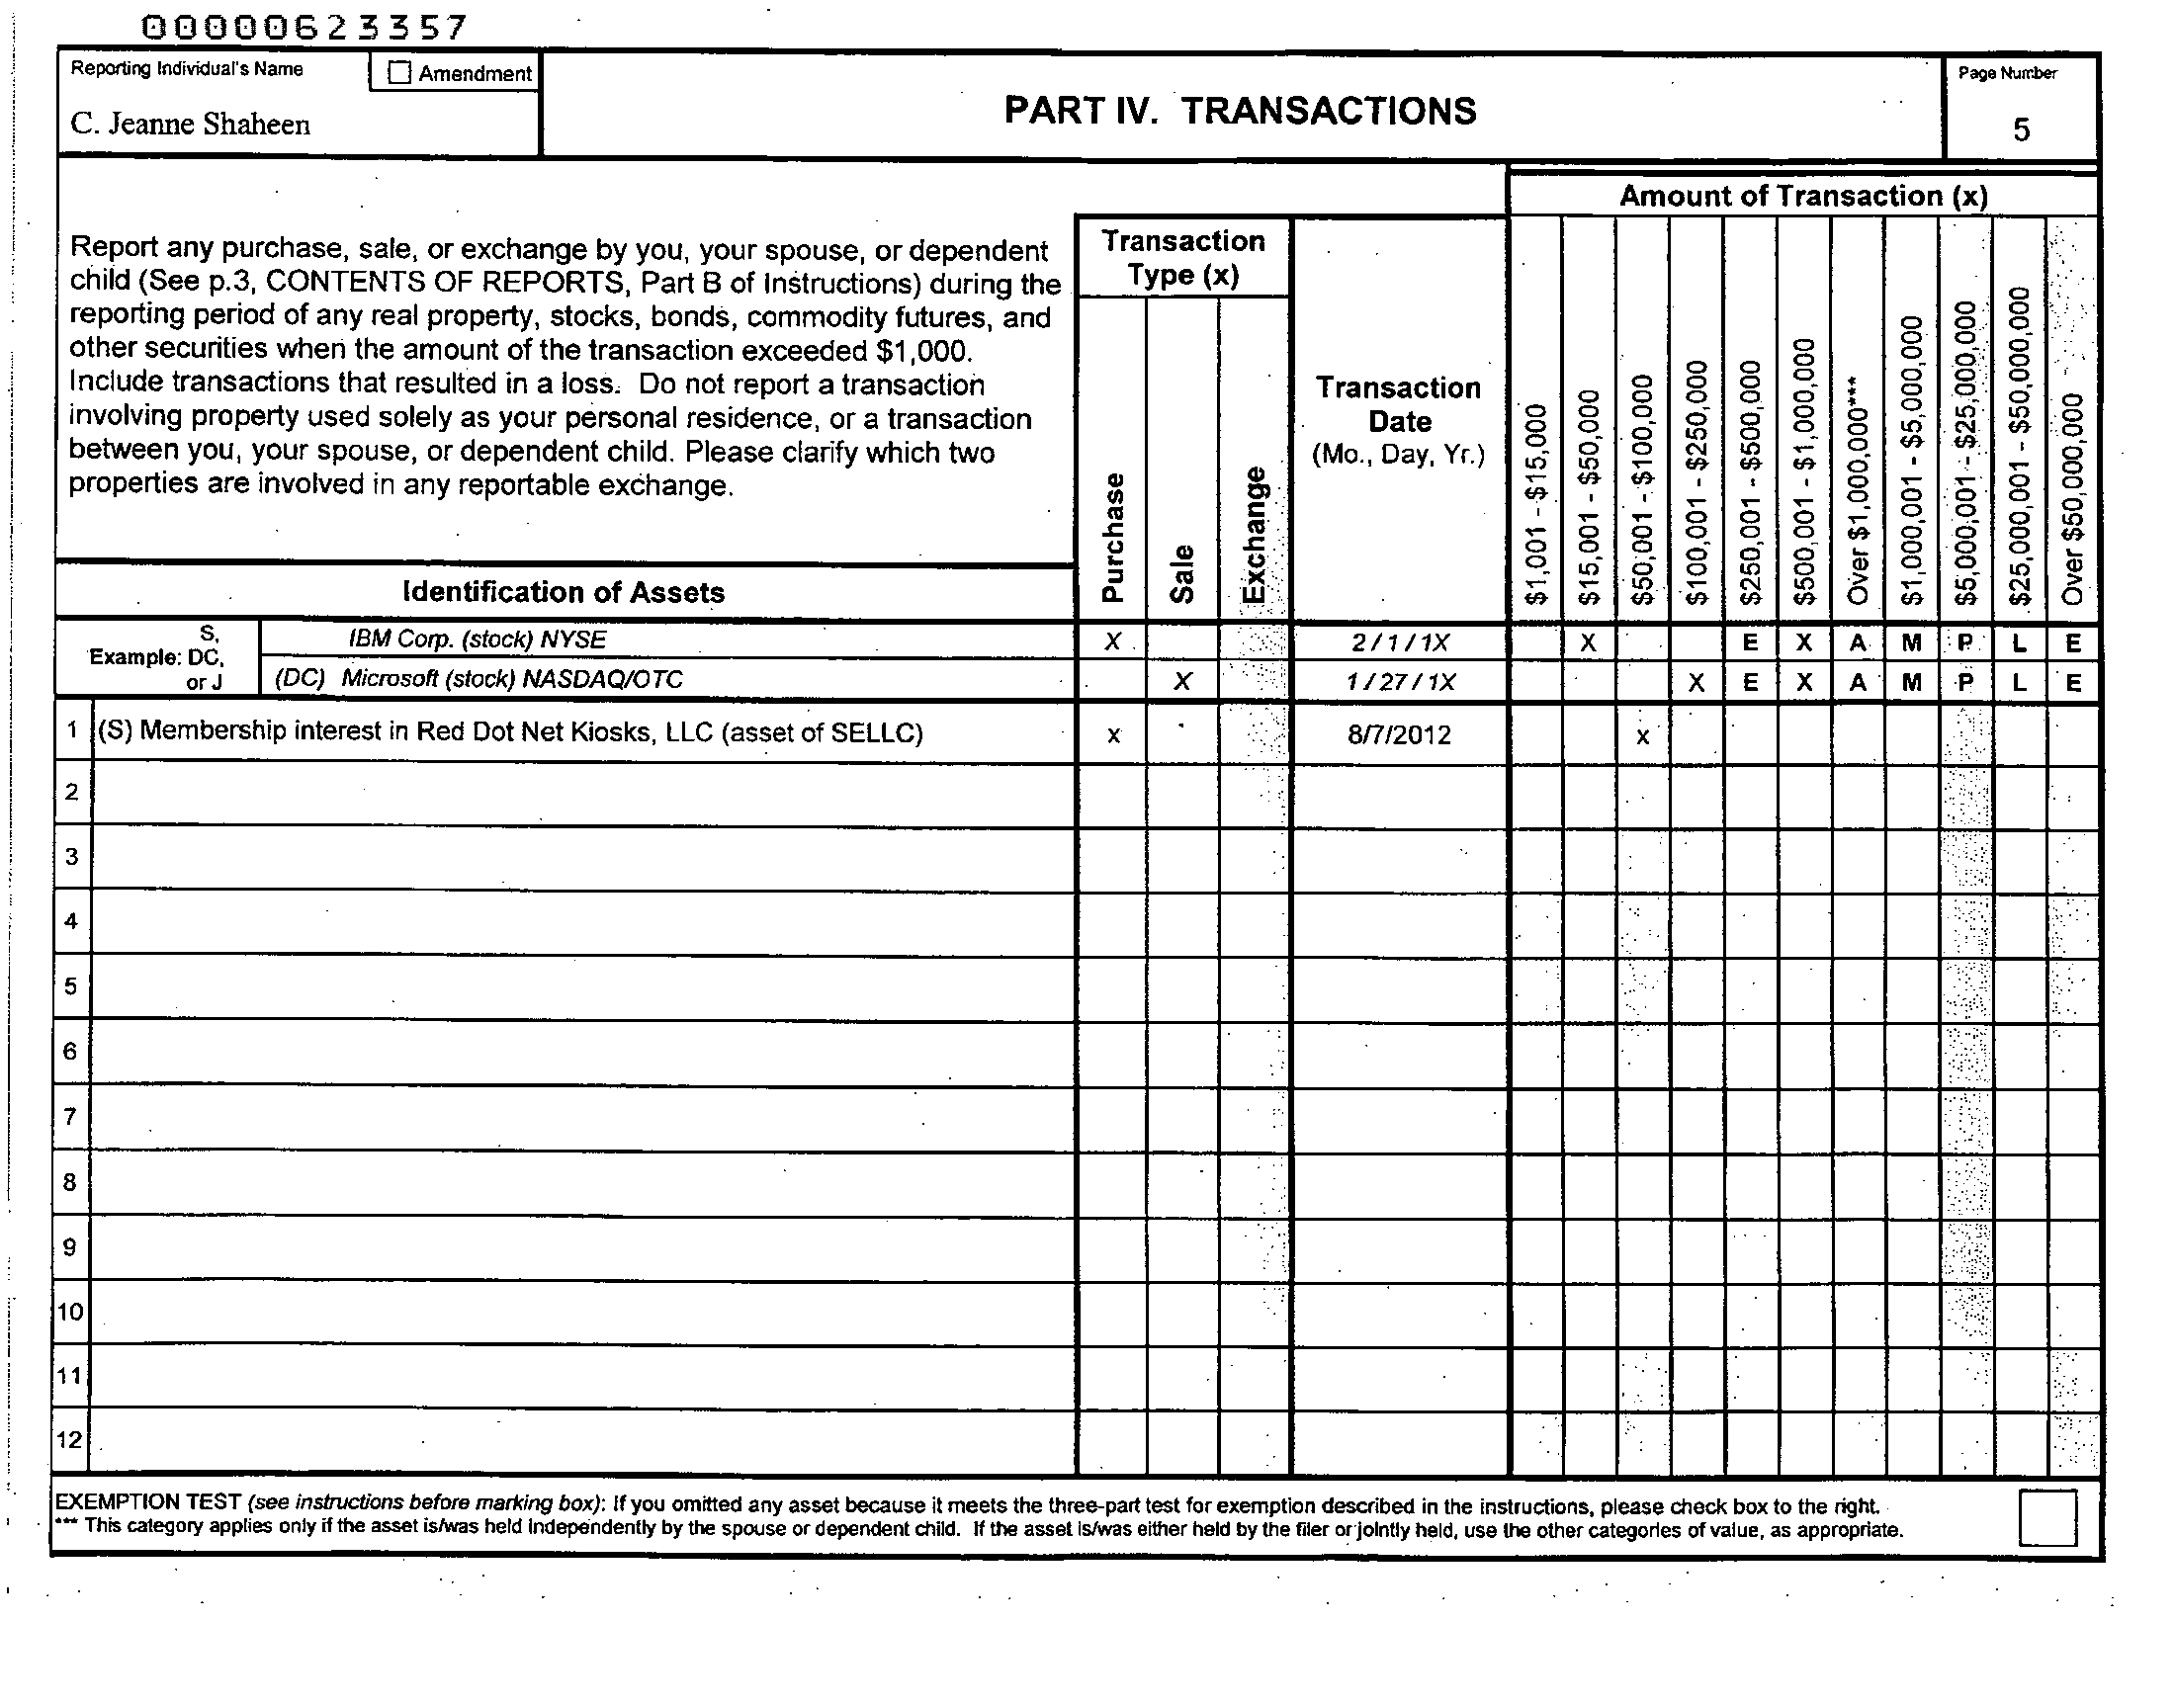 00000623357
Reporting Individual's Name
Amendment
C. Jeanne Shaheen
PART IV. TRANSACTIONS
Page Number
5
Report any purchase, sale, or exchange by you, your spouse, or dependent
child (See p.3, CONTENTS OF REPORTS, Part B of Instructions) during the
reporting period of any real property, stocks, bonds, commodity futures, and
other securities when the amount of the transaction exceeded $1,000.
Include transactions that resulted in a loss. Do not report a transaction
involving property used solely as your personal residence, or a transaction
between you, your spouse, or dependent child. Please clarify which two
properties are involved in any reportable exchange.
Identification of Assets
Transaction
Type (x)
Purchase
Sale
Exchange
Transaction
Date
(Mo., Day, Yr.)
Amount of Transaction (x)
$1,001 - $15,000
$15,001 - $50,000
$50,001 - $100,000
$100,001 - $250,000
$250,001 - $500,000
$500,001 - $1,000,000
Over $1,000,000***
$1,000,001 - $5,000,000
$5,000,001 - $25,000,000
$25,000,001 - $50,000,000
Over $50,000,000
Example: S, DC, or J
IBM Corp. (stock) NYSE X 2/1/1X X E X A M P L E
(DC) Microsoft (stock) NASDAQ/OTC X 1/27/1X X E X A M P L E
1 (S) Membership interest in Red Dot Net Kiosks, LLC (asset of SELLC) x 8/7/2012 x
2
3
4
5
6
7
8
9
10
11
12
EXEMPTION TEST (see instructions before marking box): If you omitted any asset because it meets the three-part test for exemption described in the instructions, please check box to the right.
*** This category applies only if the asset is/was held independently by the spouse or dependent child. If the asset is/was either held by the filer or jointly held, use the other categories of value, as appropriate.